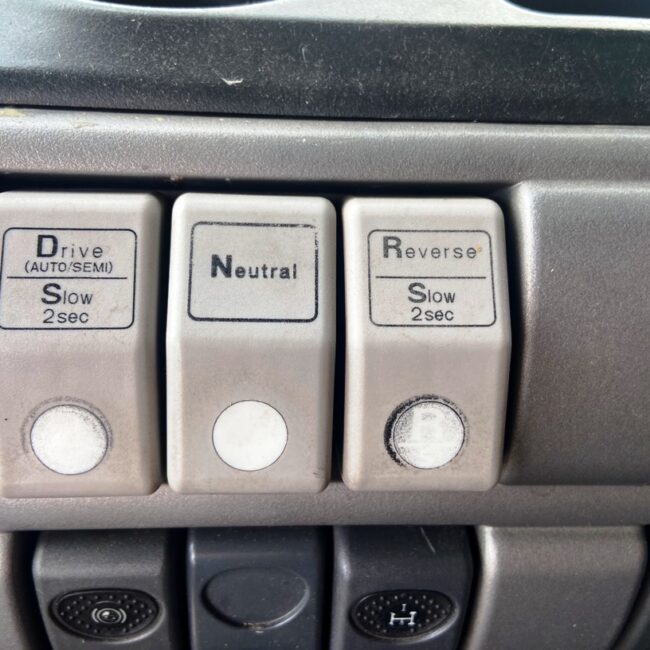 Drive
(AUTO/SEMI)
Slow
2sec
Neutral
Reverse
Slow
2sec